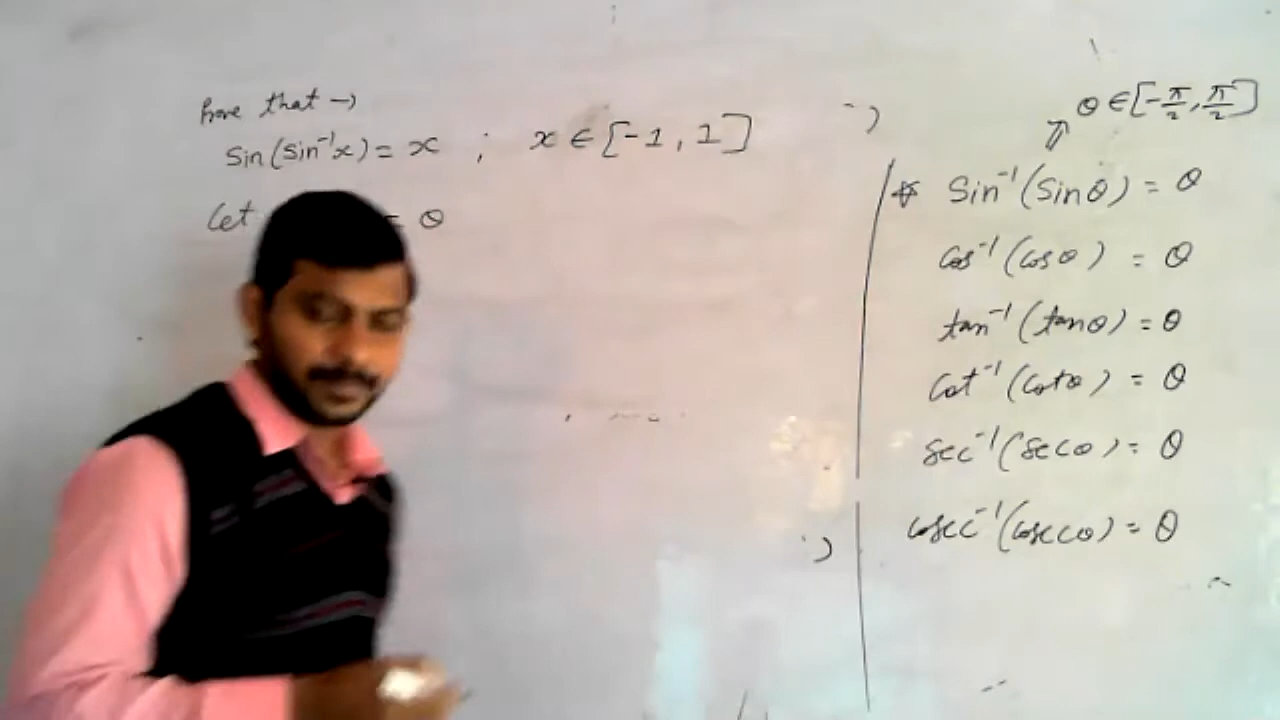 Prove that →
Sin(Sin⁻¹x) = x ; x ∈ [-1, 1]
Let = θ
θ ∈ [-π/2, π/2]
⇑
* Sin⁻¹(Sinθ) = θ
Cos⁻¹(Cosθ) = θ
tan⁻¹(tanθ) = θ
Cot⁻¹(Cotθ) = θ
Sec⁻¹(Secθ) = θ
Cosec⁻¹(Cosecθ) = θ